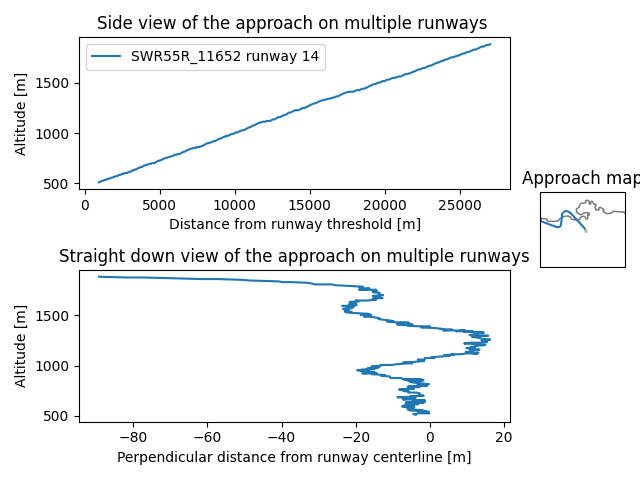 Side view of the approach on multiple runways
SWR55R_11652 runway 14
1500
1000
500
Altitude [m]
0 5000 10000 15000 20000 25000
Distance from runway threshold [m]
Approach map
Straight down view of the approach on multiple runways
1500
1000
500
Altitude [m]
−80 −60 −40 −20 0 20
Perpendicular distance from runway centerline [m]